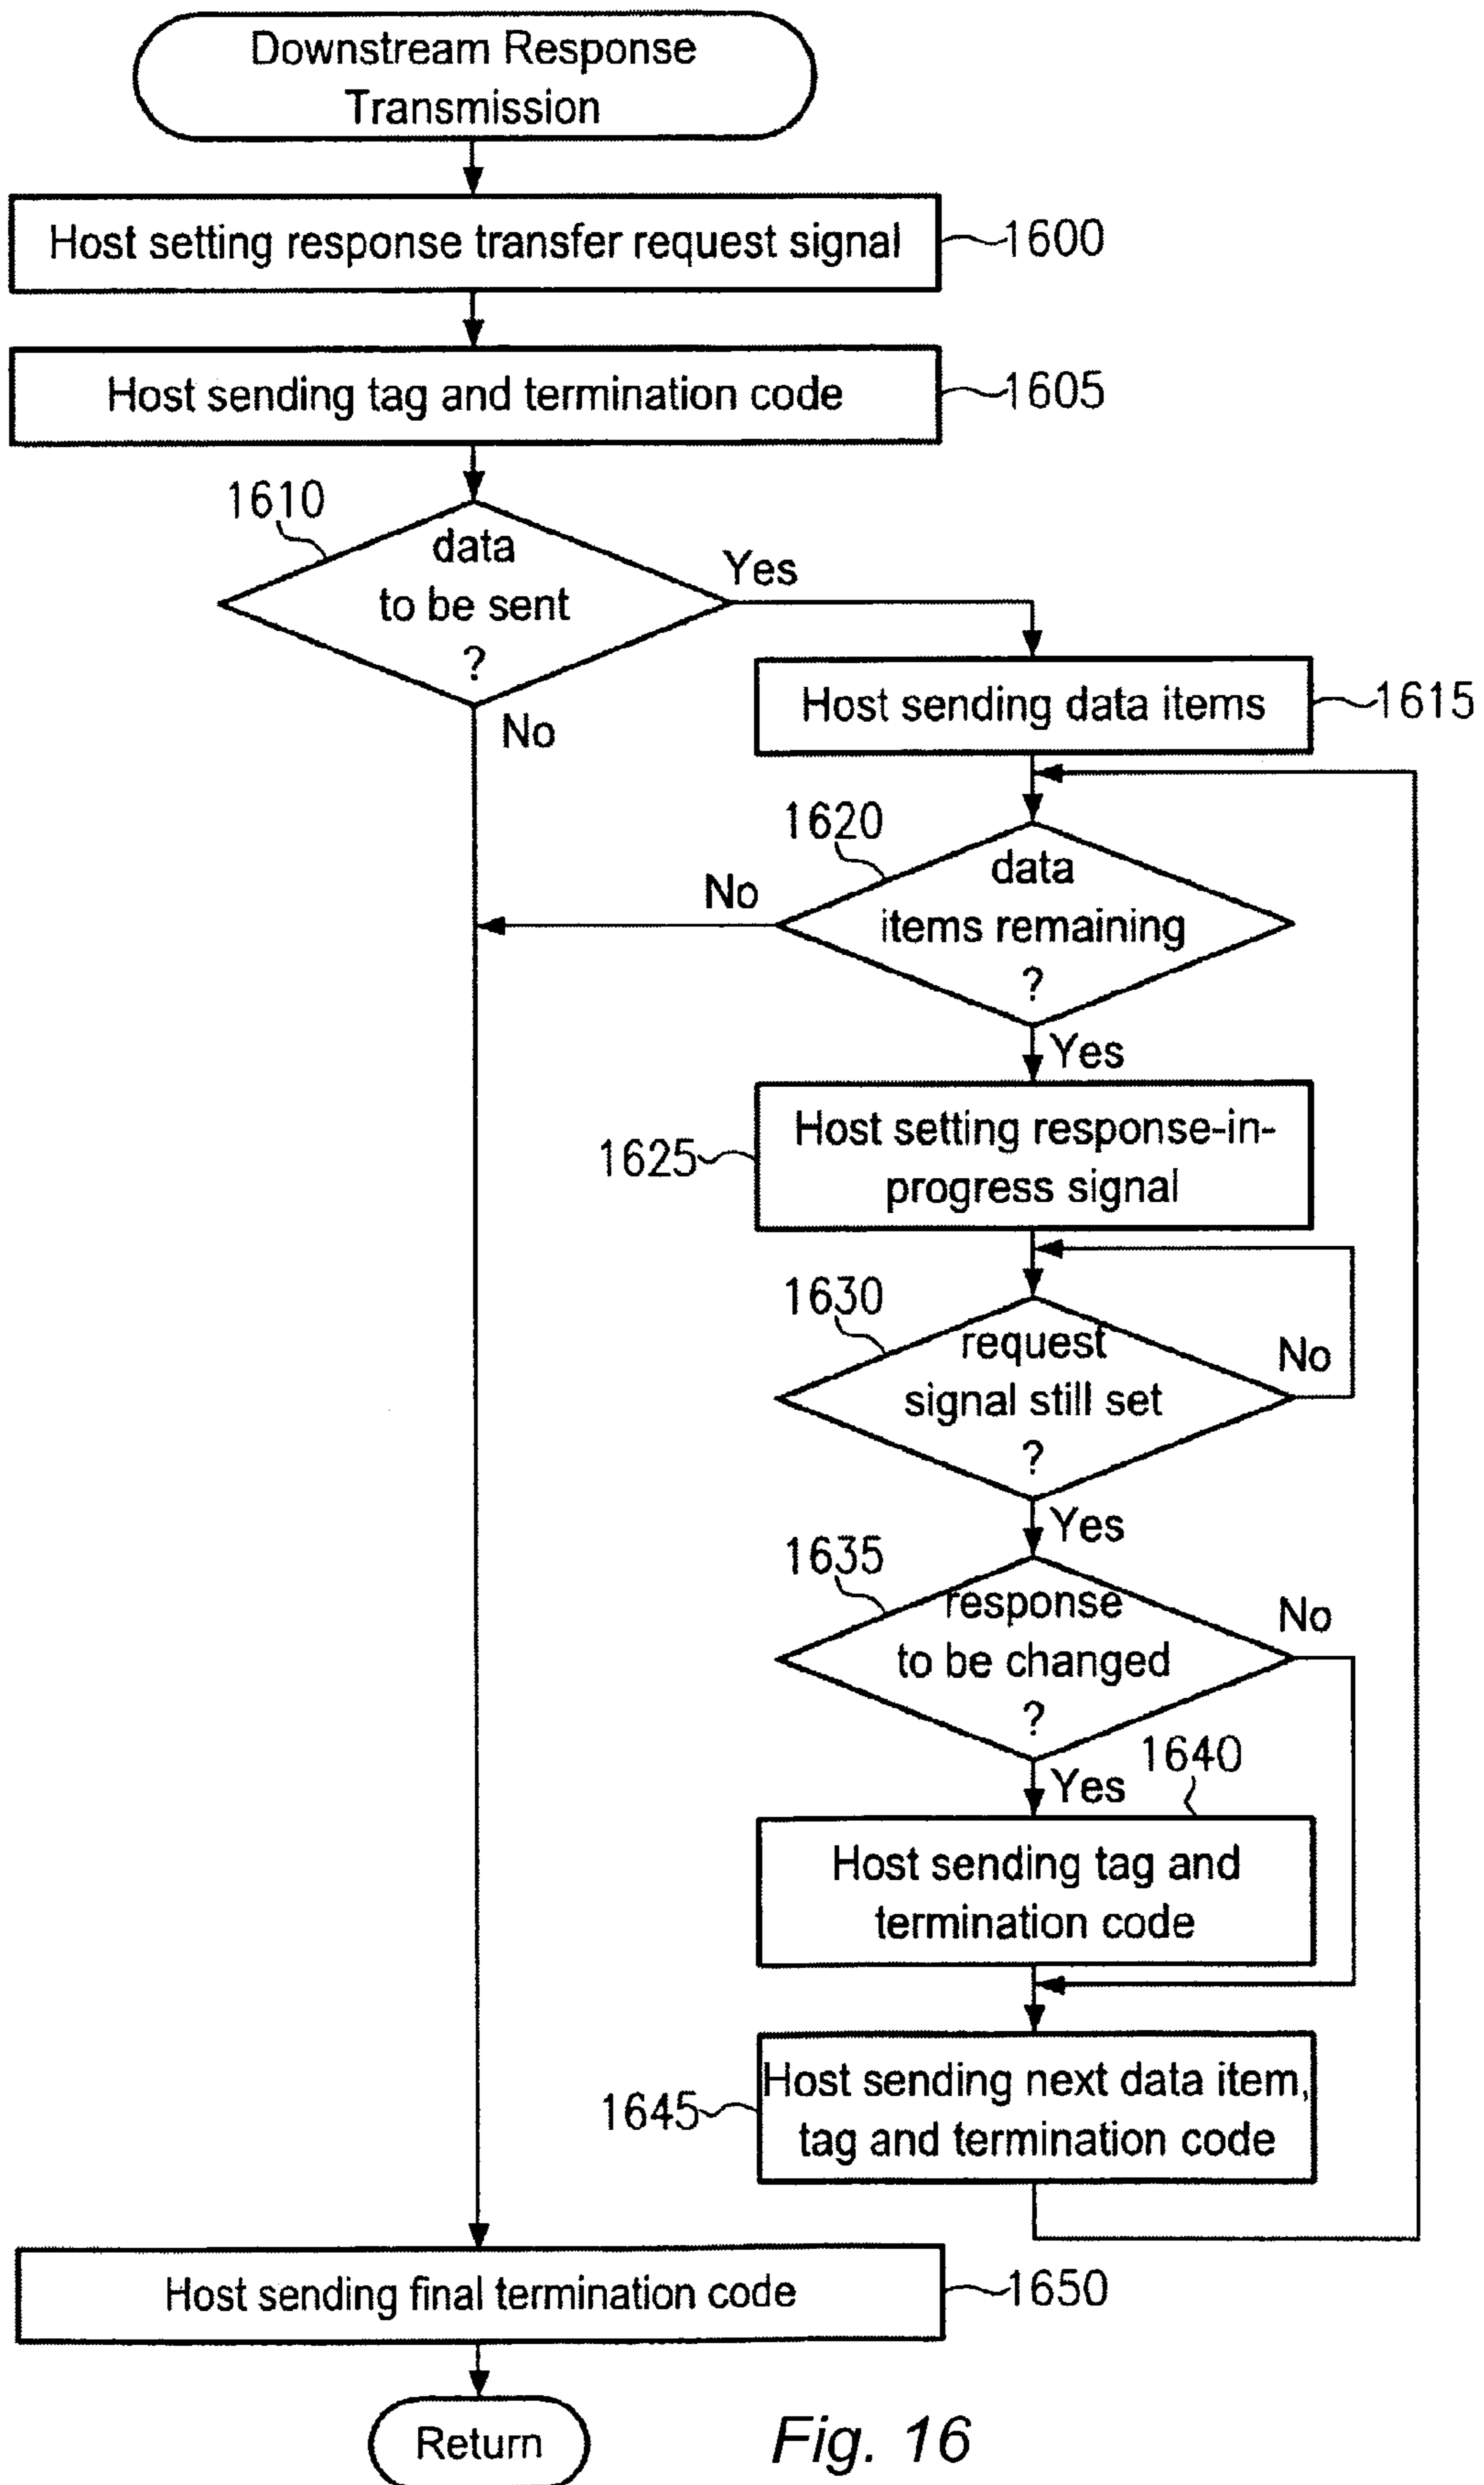 Downstream Response
Transmission
Host setting response transfer request signal
1600
Host sending tag and termination code
1605
1610
data
to be sent
?
Yes
No
Host sending data items
1615
1620
data
items remaining
?
No
Yes
1625
Host setting response-in-
progress signal
1630
request
signal still set
?
No
Yes
1635
response
to be changed
?
No
Yes
1640
Host sending tag and
termination code
1645
Host sending next data item,
tag and termination code
Host sending final termination code
1650
Return
Fig. 16